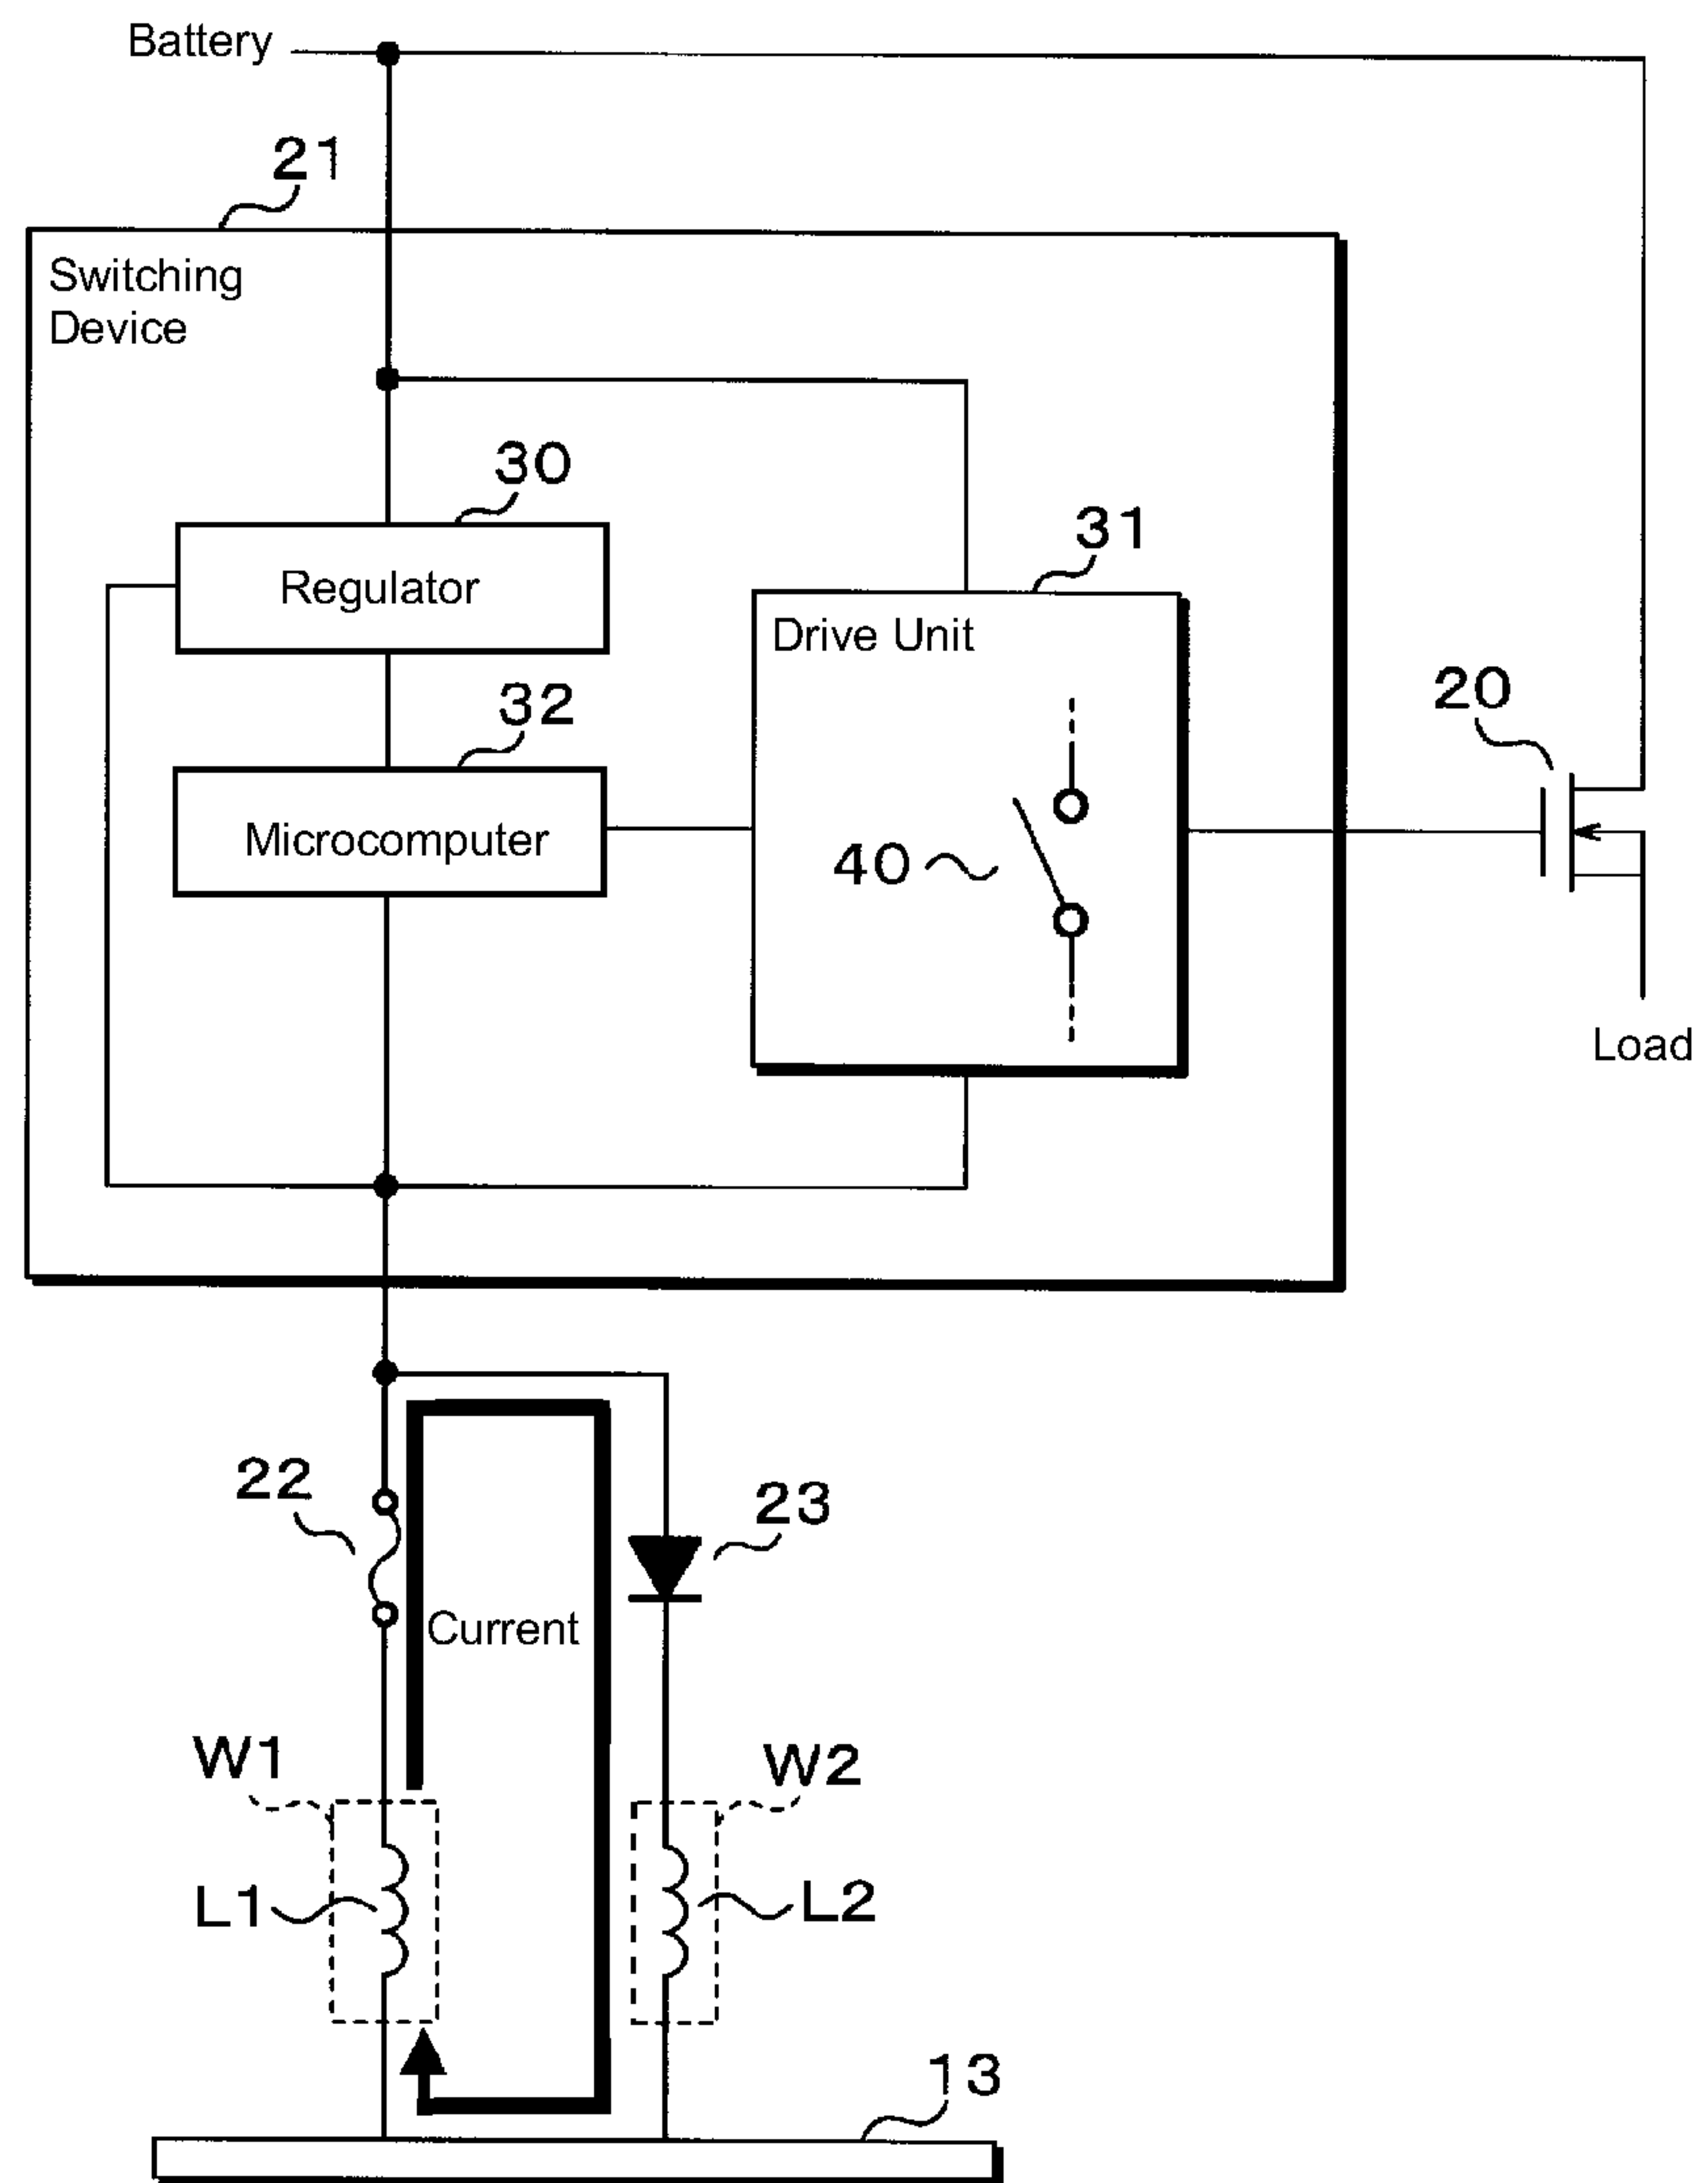 Battery
21
Switching
Device
30
Regulator
31
Drive Unit
32
Microcomputer
20
40
Load
22
23
Current
W1
W2
L1
L2
13